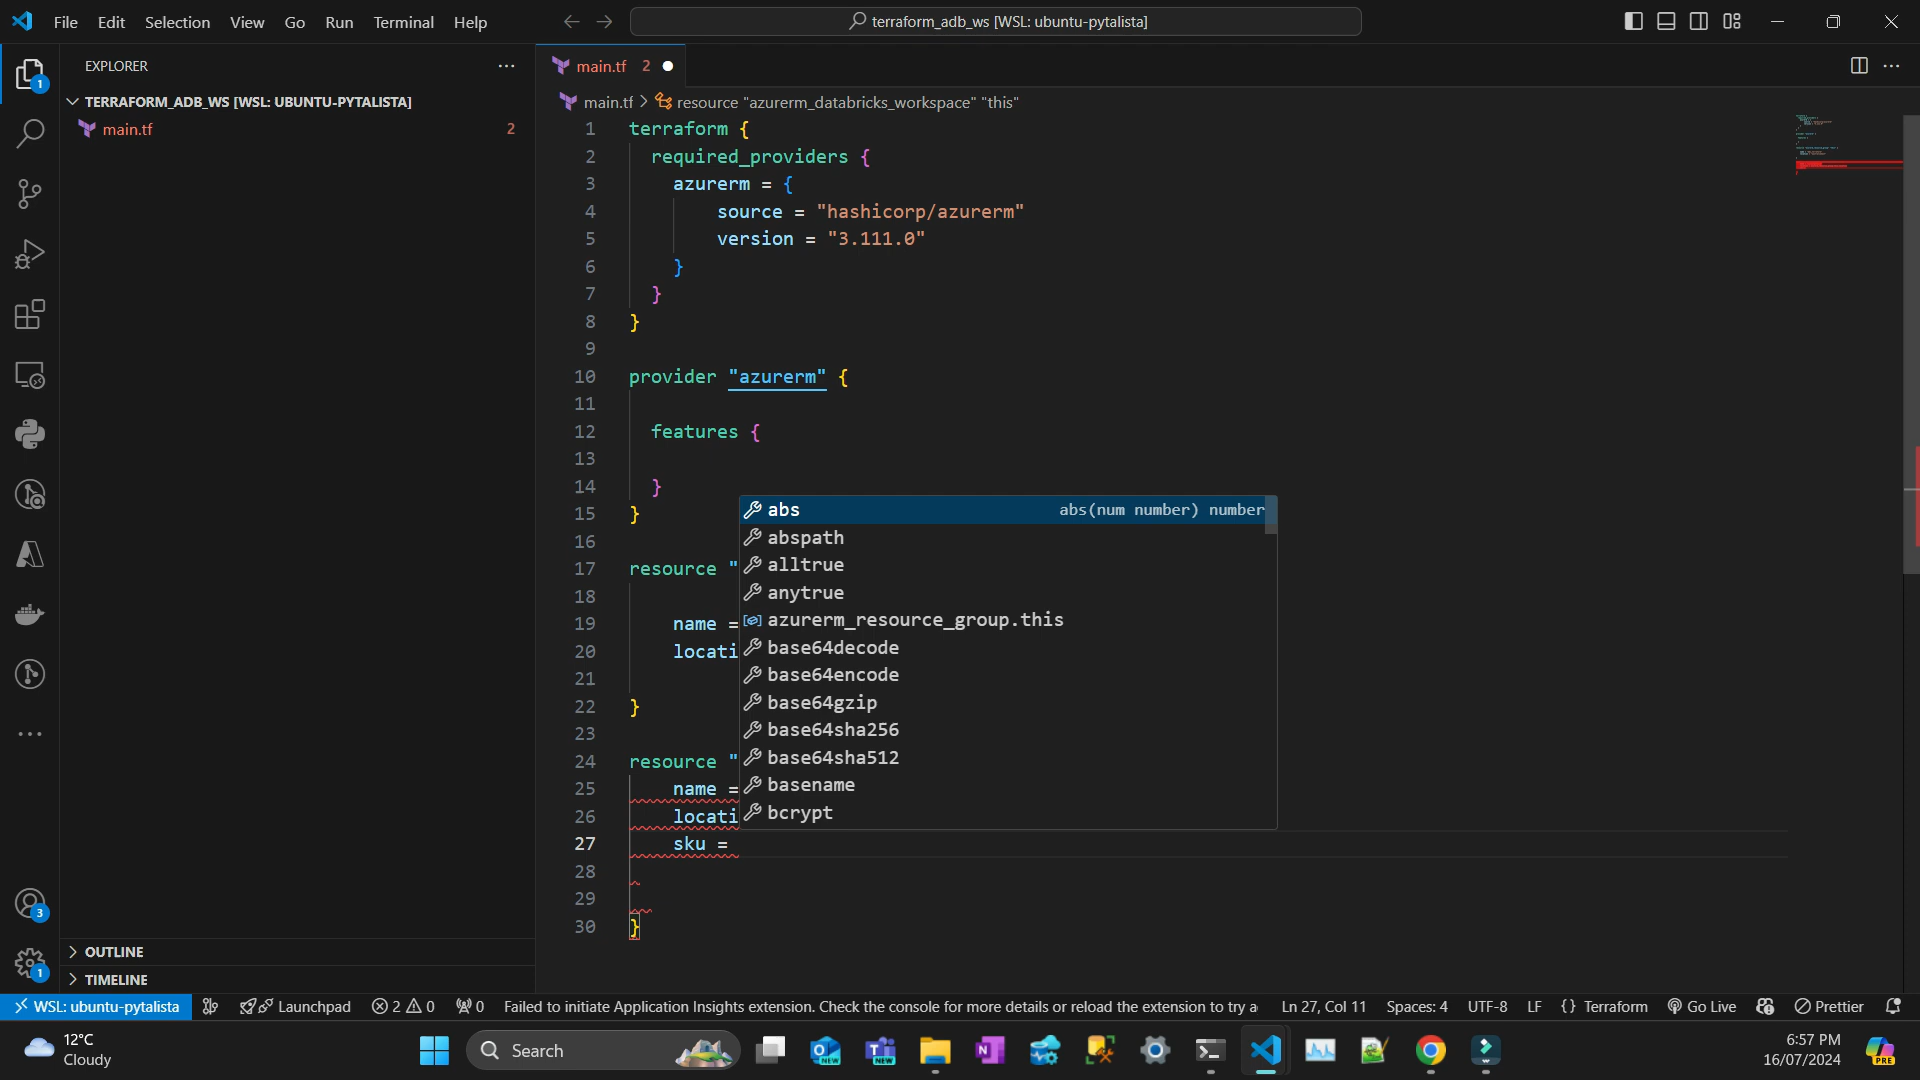 File Edit Selection View Go Run Terminal Help
terraform_adb_ws [WSL: ubuntu-pytalista]
EXPLORER
main.tf 2
TERRAFORM_ADB_WS [WSL: UBUNTU-PYTALISTA]
main.tf > resource "azurerm_databricks_workspace" "this"
main.tf 2
1 terraform {
2 required_providers {
3 azurerm = {
4 source = "hashicorp/azurerm"
5 version = "3.111.0"
6 }
7 }
8 }
9
10 provider "azurerm" {
11
12 features {
13
14 }
15 }
16
17 resource "
18
19 name =
20 locati
21
22 }
23
24 resource "
25 name =
26 locati
27 sku =
28
29
30 }
abs abs(num number) number
abspath
alltrue
anytrue
azurerm_resource_group.this
base64decode
base64encode
base64gzip
base64sha256
base64sha512
basename
bcrypt
1
3
1
OUTLINE
TIMELINE
WSL: ubuntu-pytalista Launchpad 2 0 0 Failed to initiate Application Insights extension. Check the console for more details or reload the extension to try a Ln 27, Col 11 Spaces: 4 UTF-8 LF {} Terraform Go Live Prettier
12°C
Cloudy
Search
NEW
NEW
6:57 PM
16/07/2024
PRE